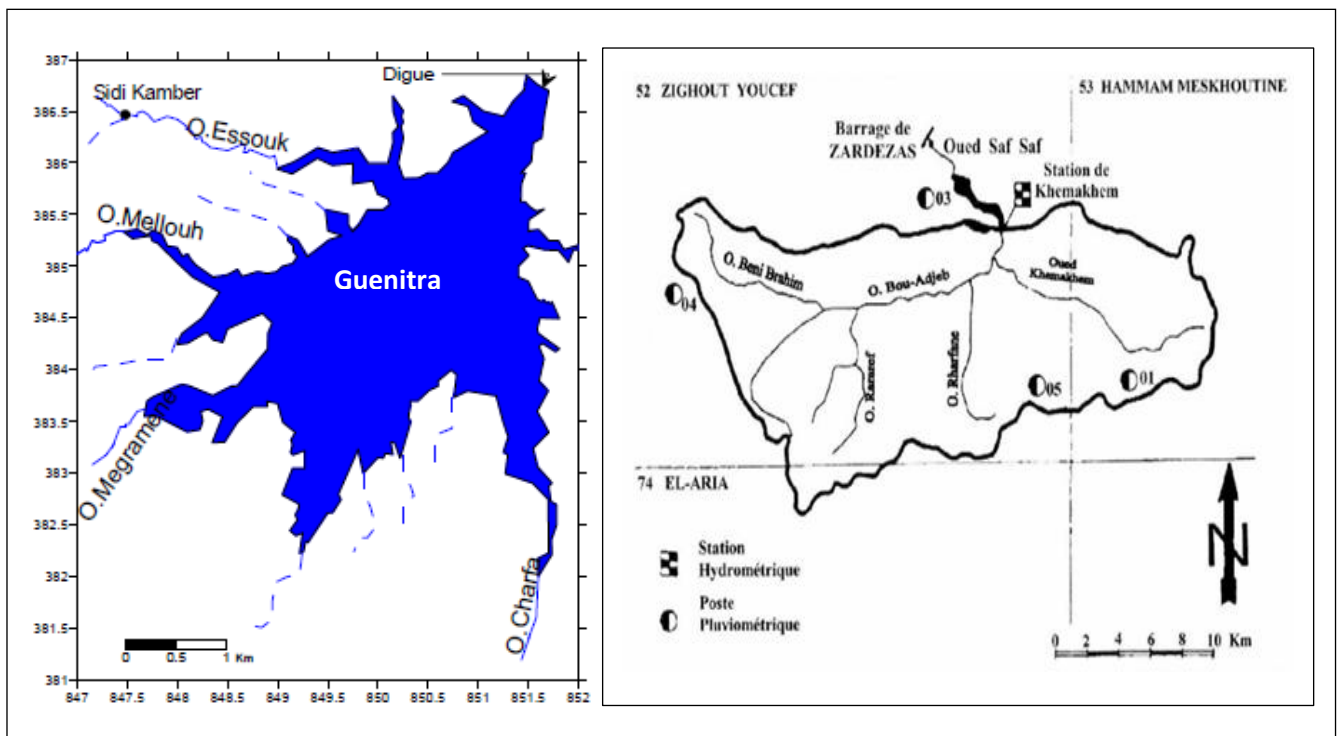 387
386.5
386
385.5
385
384.5
384
383.5
383
382.5
382
381.5
381
847
847.5
848
848.5
849
849.5
850
850.5
851
851.5
852
Digue
Sidi Kamber
O.Essouk
O.Mellouh
Guenitra
O.Megramene
O.Charfa
0 0.5 1 Km
52 ZIGHOUT YOUCEF
53 HAMMAM MESKHOUTINE
Barrage de
ZARDEZAS
Oued Saf Saf
Station de
Khemakhem
03
O. Beni Brahim
O. Bou-Adjeb
Oued
Khemakhem
04
O. Rharfane
05
01
74 EL-ARIA
Station
Hydrométrique
Poste
Pluviométrique
N
0 2 4 6 8 10 Km